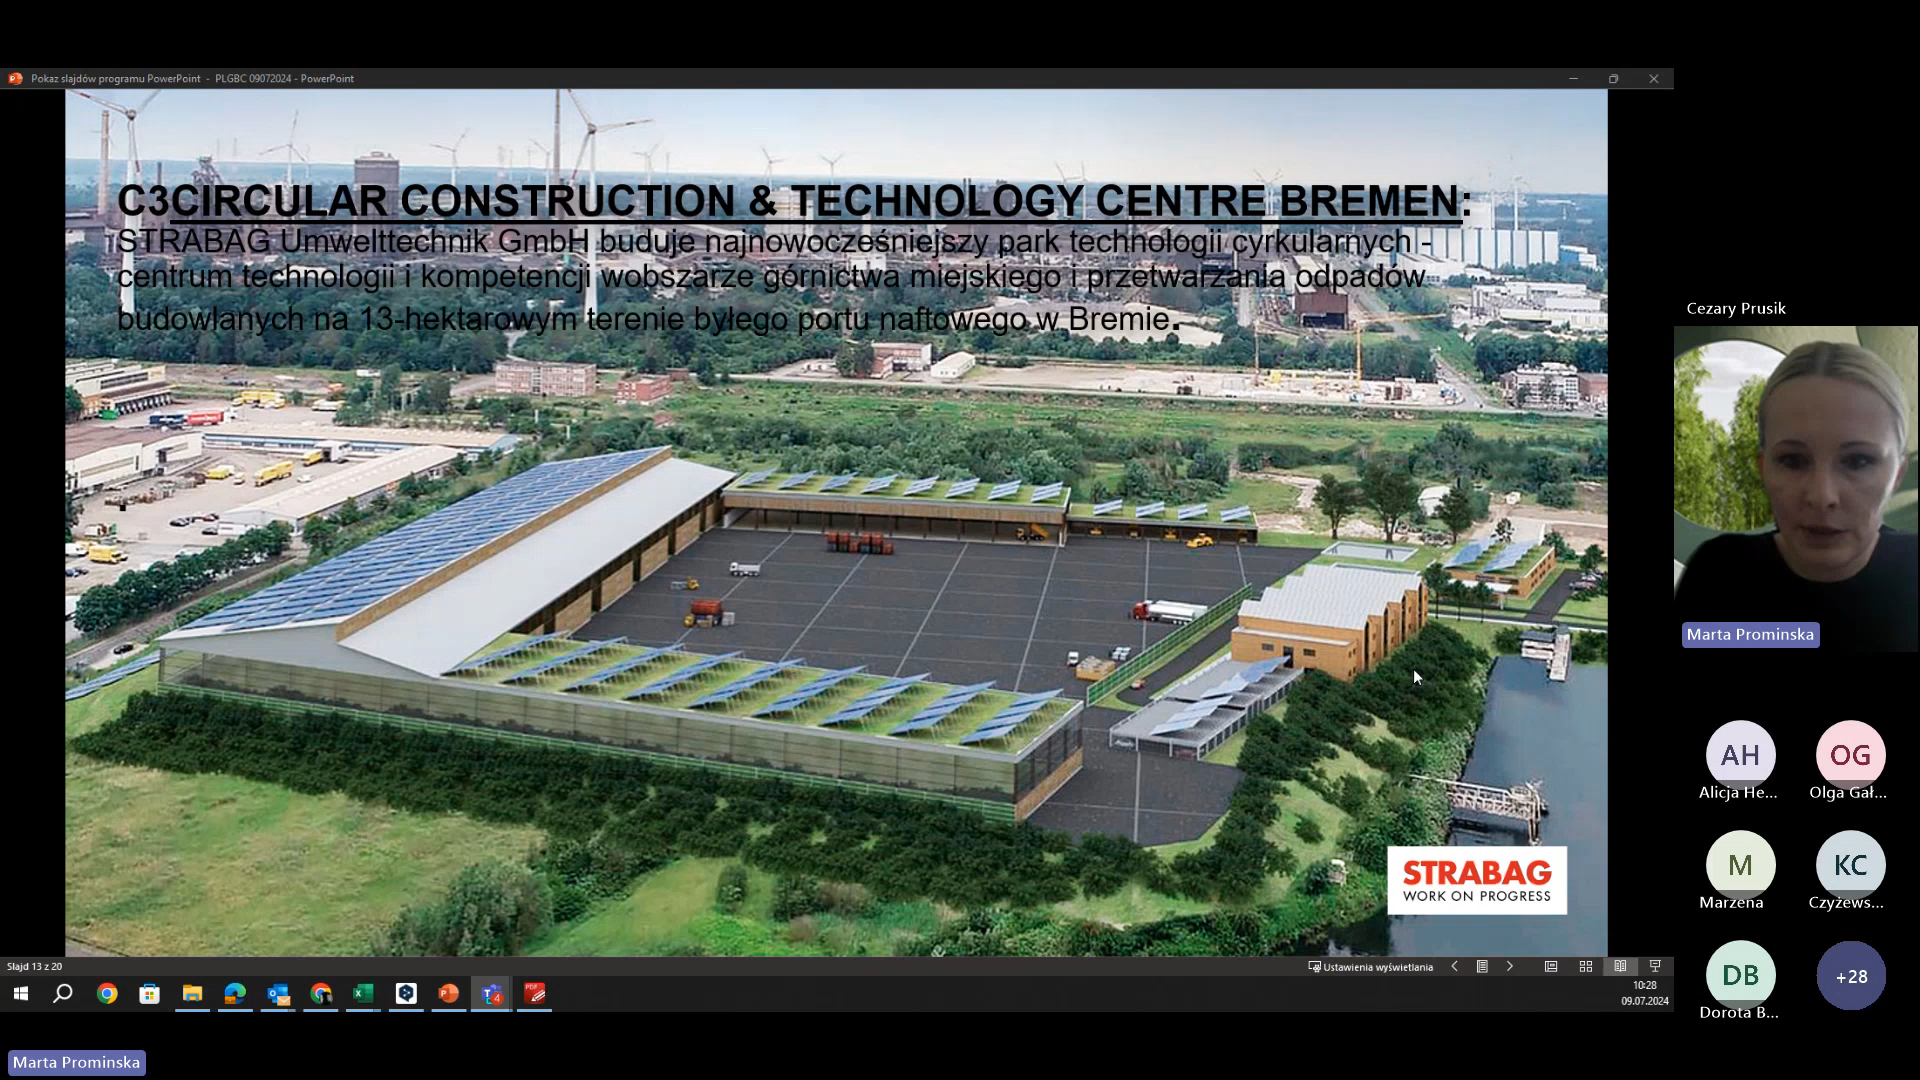 Pokaz slajdów programu PowerPoint - PLGBC 09072024 - PowerPoint
C3CIRCULAR CONSTRUCTION & TECHNOLOGY CENTRE BREMEN:
STRABAG Umwelttechnik GmbH buduje najnowocześniejszy park technologii cyrkularnych -
centrum technologii i kompetencji wobszarze górnictwa miejskiego i przetwarzania odpadów
budowlanych na 13-hektarowym terenie byłego portu naftowego w Bremie.
STRABAG
WORK ON PROGRESS
Slajd 13 z 20
Ustawienia wyświetlania
10:28
09.07.2024
Cezary Prusik
Marta Prominska
AH
Alicja He...
OG
Olga Gał...
M
Marzena
KC
Czyżews...
DB
Dorota B...
+28
Marta Prominska